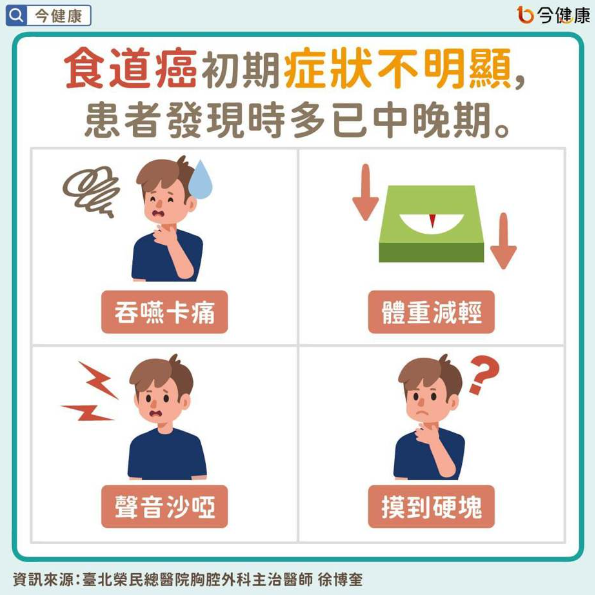 今健康
今健康
食道癌初期症狀不明顯,
患者發現時多已中晚期。
吞嚥卡痛
體重減輕
聲音沙啞
摸到硬塊
?
資訊來源:臺北榮民總醫院胸腔外科主治醫師 徐博奎